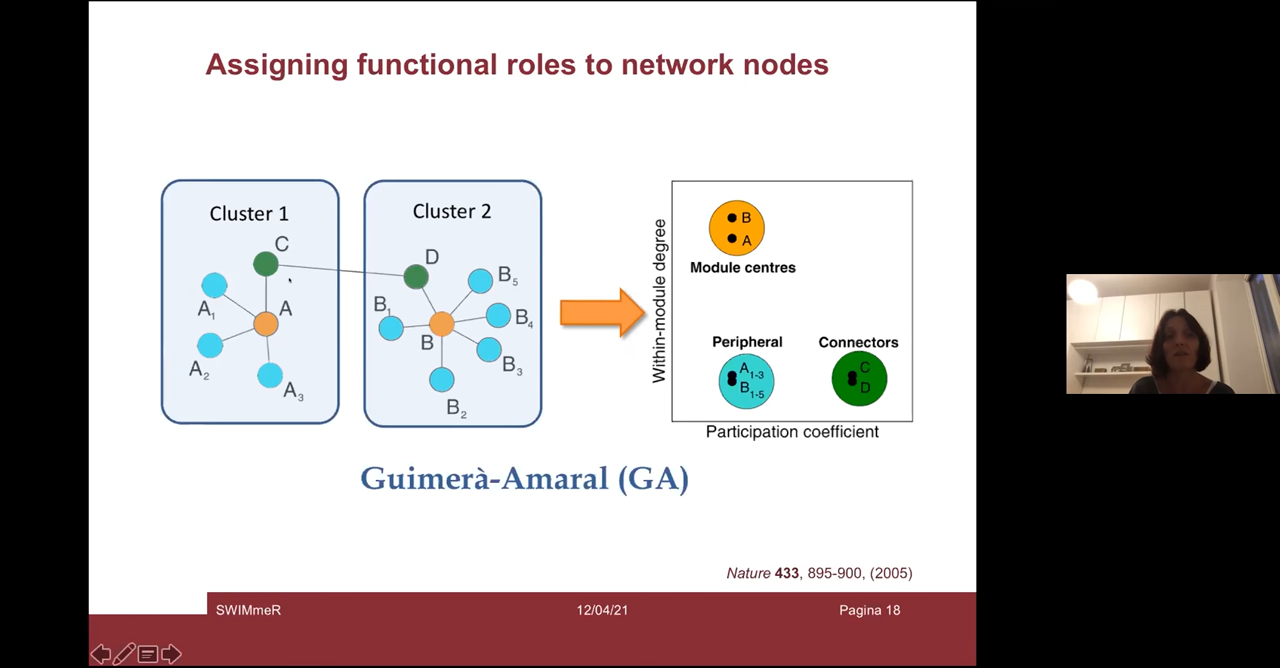 Assigning functional roles to network nodes
Cluster 1
C
A₁
A
A₂
A₃
Cluster 2
D
B₅
B₁
B₄
B
B₃
B₂
Within-module degree
B
A
Module centres
Peripheral
A₁₋₃
B₁₋₅
Connectors
C
D
Participation coefficient
Guimerà-Amaral (GA)
Nature 433, 895-900, (2005)
SWIMmeR 12/04/21 Pagina 18